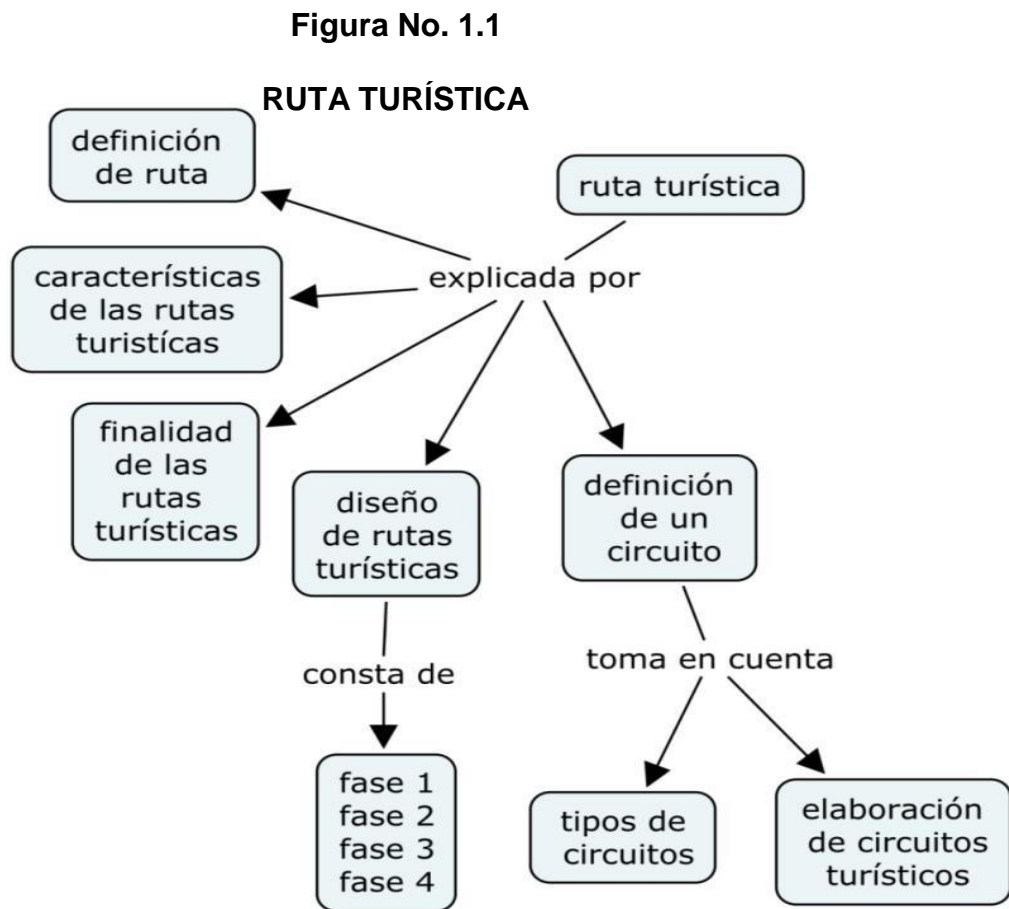 Figura No. 1.1
RUTA TURÍSTICA
definición
de ruta
ruta turística
explicada por
characterísticas
de las rutas
turistícas
finalidad
de las
rutas
turísticas
diseño
de rutas
turísticas
definición
de un
circuito
consta de
toma en cuenta
fase 1
fase 2
fase 3
fase 4
tipos de
circuitos
elaboración
de circuitos
turísticos